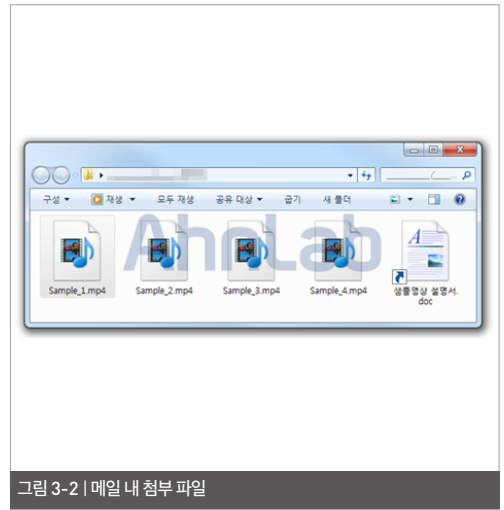 구성 재생 모두 재생 공유 대상 굽기 새 폴더
AhnLab
Sample_1.mp4 Sample_2.mp4 Sample_3.mp4 Sample_4.mp4 샘플영상 설명서.
doc
그림 3-2 | 메일 내 첨부 파일